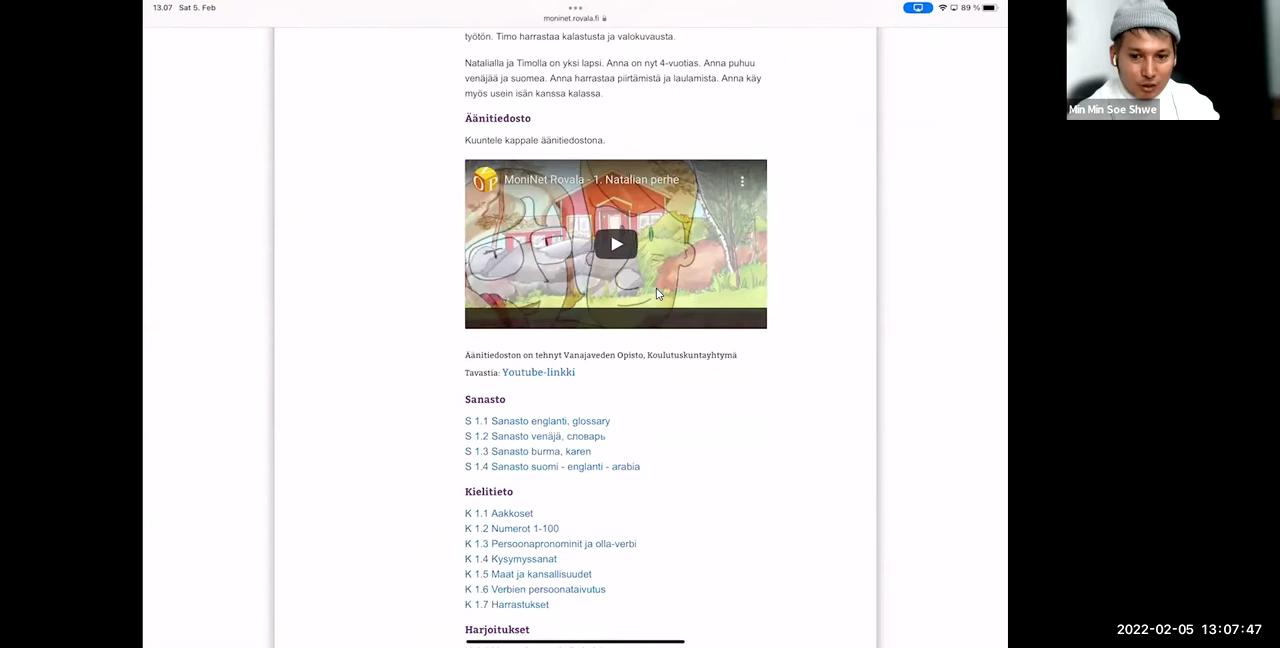 13.07 Sat 5. Feb
moninet.rovala.fi
89 %
työtön. Timo harrastaa kalastusta ja valokuvausta.
Natalialla ja Timolla on yksi lapsi. Anna on nyt 4-vuotias. Anna puhuu
venäjää ja suomea. Anna harrastaa piirtämistä ja laulamista. Anna käy
myös usein isän kanssa kalassa.
Äänitiedosto
Kuuntele kappale äänitiedostona.
OP MoniNet Rovala - 1. Natalian perhe
Äänitiedoston on tehnyt Vanajaveden Opisto, Koulutuskuntayhtymä
Tavastia: Youtube-linkki
Sanasto
S 1.1 Sanasto englanti, glossary
S 1.2 Sanasto venäjä, словарь
S 1.3 Sanasto burma, karen
S 1.4 Sanasto suomi - englanti - arabia
Kielitieto
K 1.1 Aakkoset
K 1.2 Numerot 1-100
K 1.3 Persoonapronominit ja olla-verbi
K 1.4 Kysymyssanat
K 1.5 Maat ja kansallisuudet
K 1.6 Verbien persoonataivutus
K 1.7 Harrastukset
Harjoitukset
Min Min Soe Shwe
2022-02-05 13:07:47